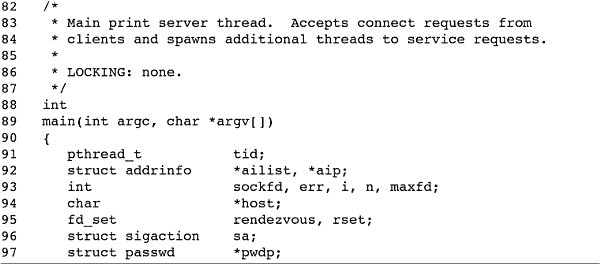 82    /*
83     * Main print server thread.  Accepts connect requests from
84     * clients and spawns additional threads to service requests.
85     *
86     * LOCKING: none.
87     */
88    int
89    main(int argc, char *argv[])
90    {
91        pthread_t         tid;
92        struct addrinfo   *ailist, *aip;
93        int               sockfd, err, i, n, maxfd;
94        char              *host;
95        fd_set            rendezvous, rset;
96        struct sigaction  sa;
97        struct passwd     *pwdp;